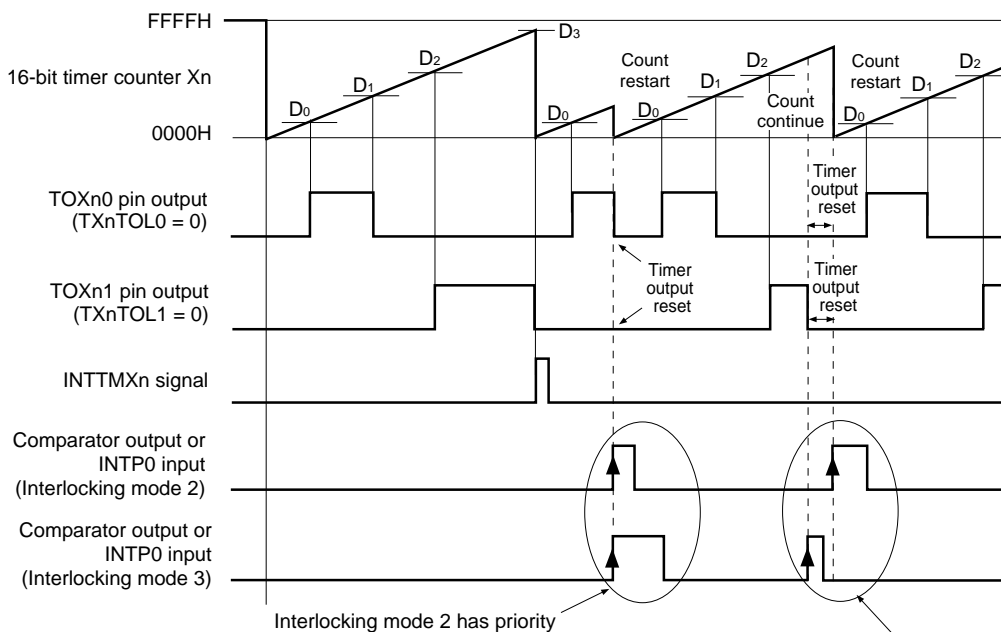 FFFFH
16-bit timer counter Xn
0000H
D0
D1
D2
D3
D0
Count
restart
D0
D1
D2
Count
continue
Count
restart
D0
D1
D2
TOXn0 pin output
(TXnTOL0 = 0)
Timer
output
reset
TOXn1 pin output
(TXnTOL1 = 0)
Timer
output
reset
Timer
output
reset
INTTMXn signal
Comparator output or
INTP0 input
(Interlocking mode 2)
Comparator output or
INTP0 input
(Interlocking mode 3)
Interlocking mode 2 has priority